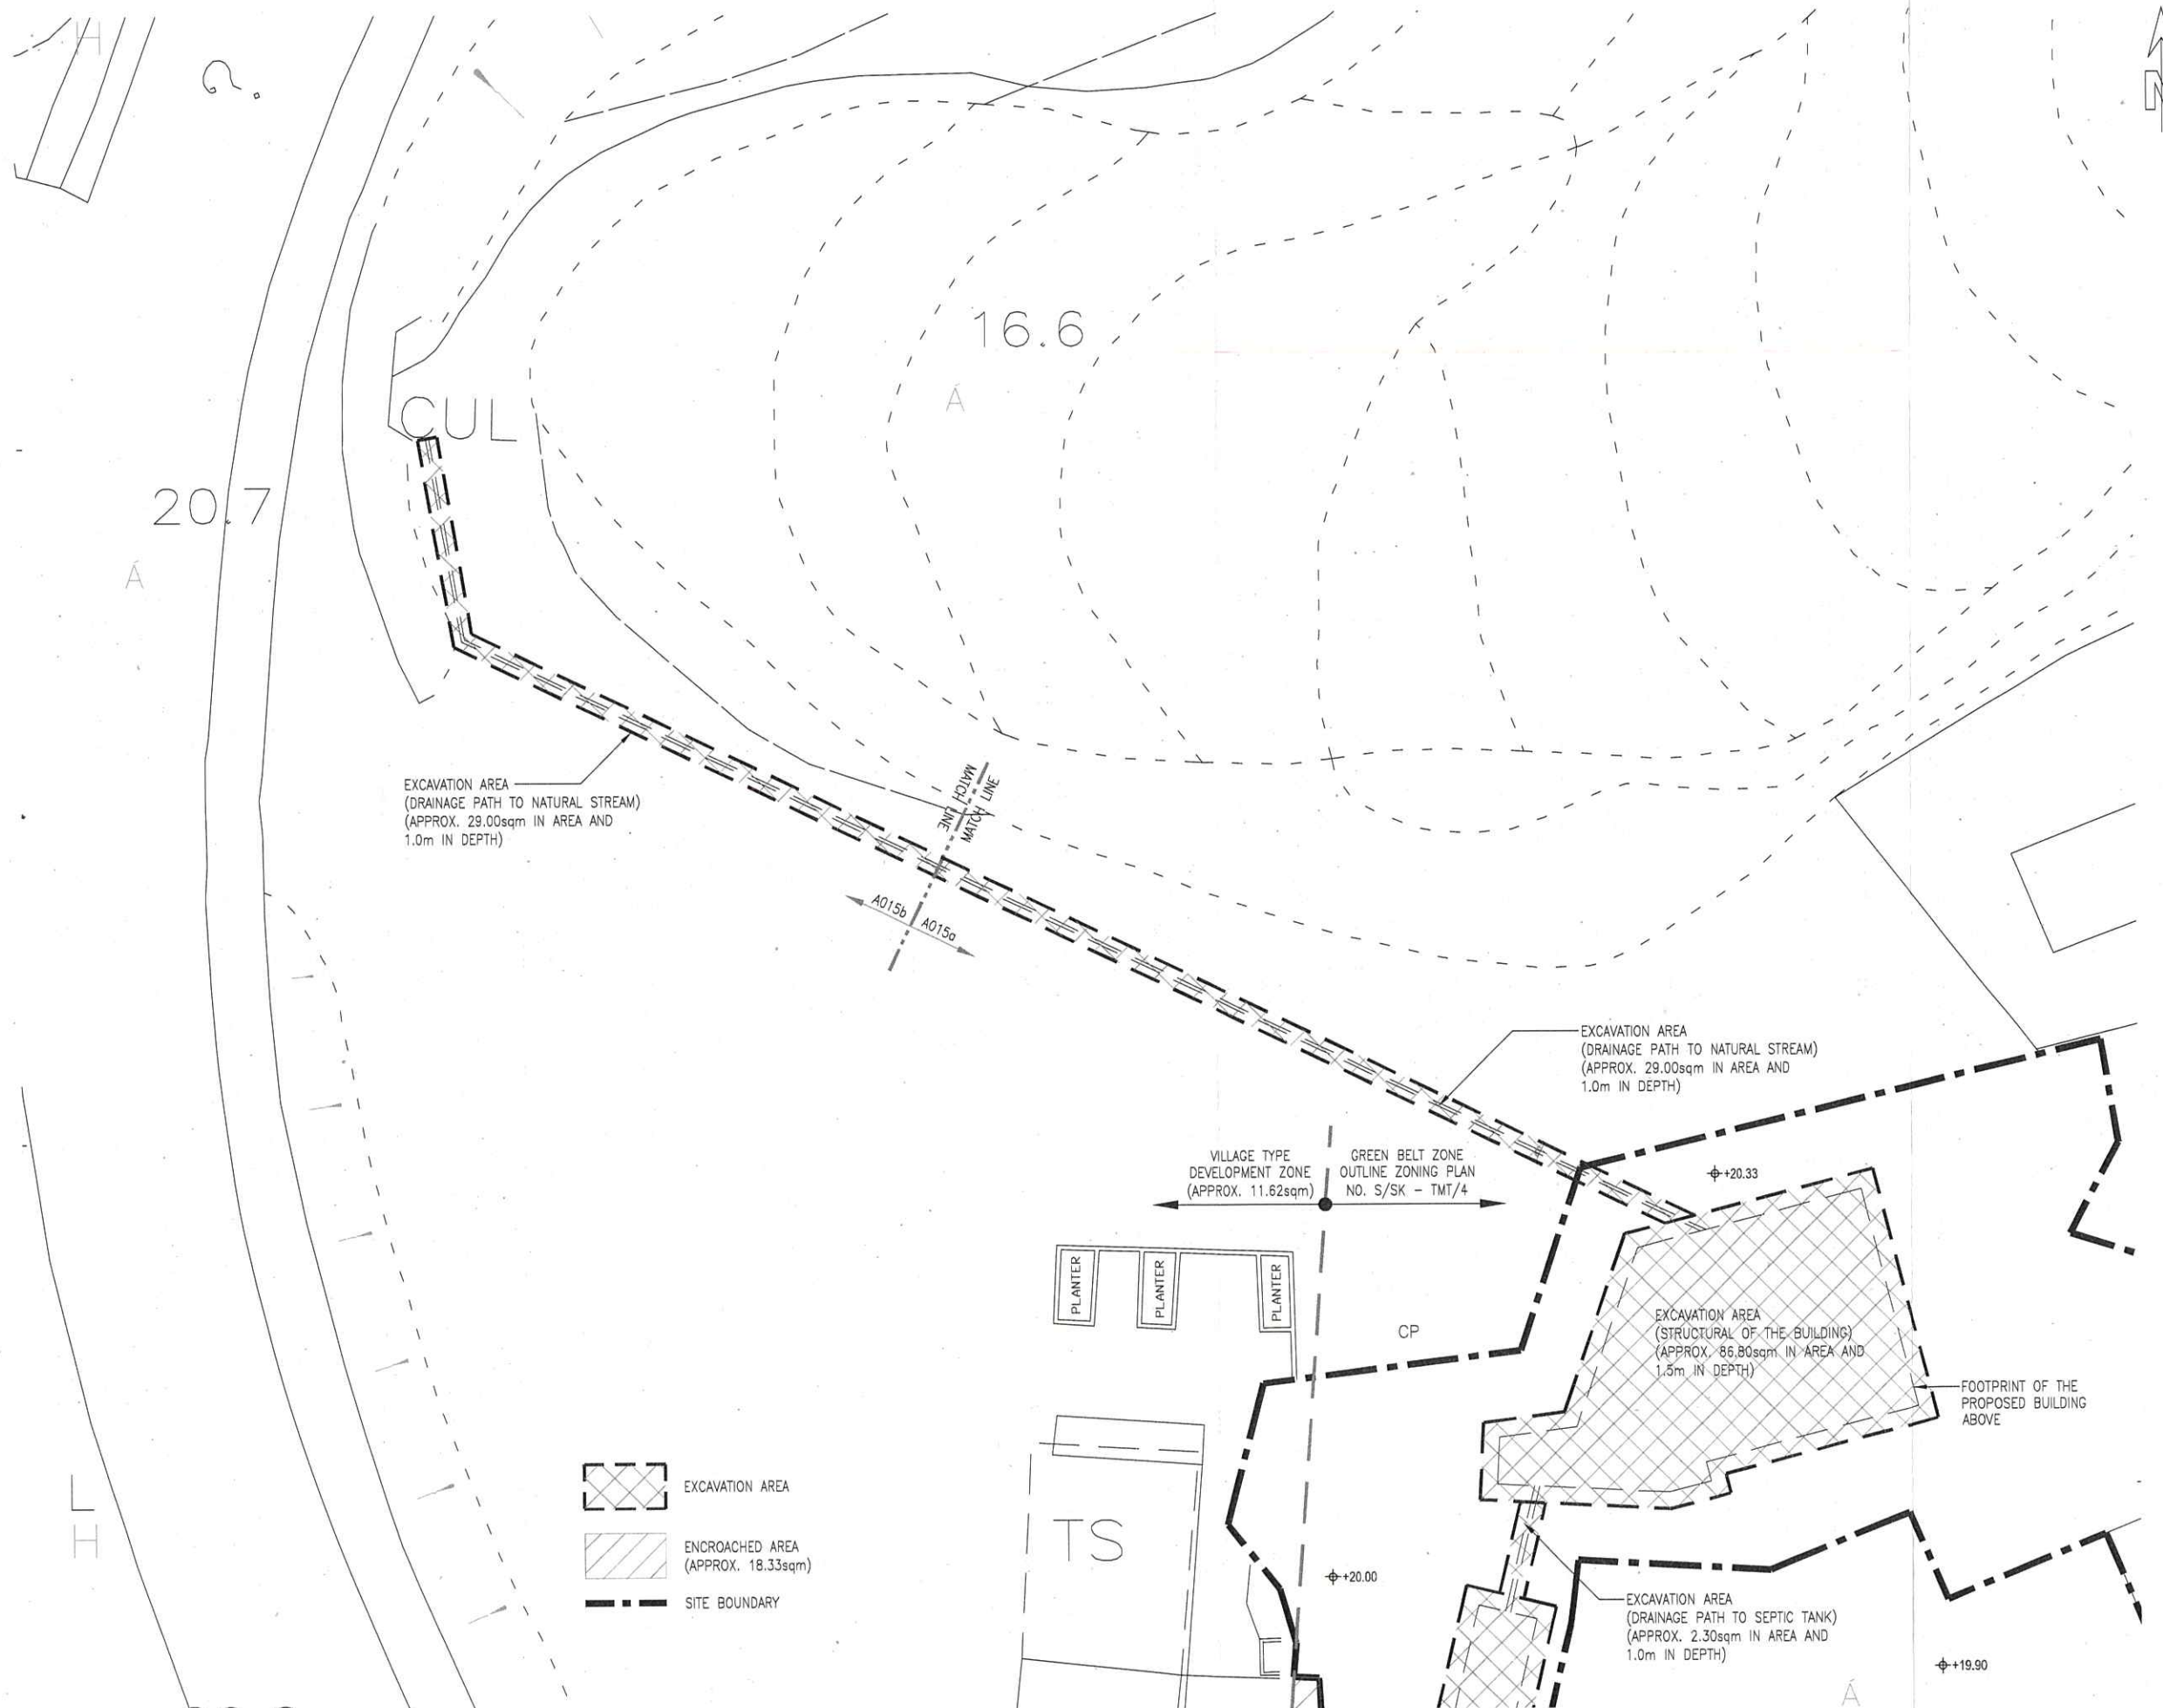 H
N
16.6
Á
CUL
20.7
Á
MATCH LINE
MATCH LINE
EXCAVATION AREA
(DRAINAGE PATH TO NATURAL STREAM)
(APPROX. 29.00sqm IN AREA AND
1.0m IN DEPTH)
A015b
A015a
EXCAVATION AREA
(DRAINAGE PATH TO NATURAL STREAM)
(APPROX. 29.00sqm IN AREA AND
1.0m IN DEPTH)
VILLAGE TYPE
DEVELOPMENT ZONE
(APPROX. 11.62sqm)
GREEN BELT ZONE
OUTLINE ZONING PLAN
NO. S/SK - TMT/4
+20.33
PLANTER
PLANTER
PLANTER
CP
EXCAVATION AREA
(STRUCTURAL OF THE BUILDING)
(APPROX. 86.80sqm IN AREA AND
1.5m IN DEPTH)
FOOTPRINT OF THE
PROPOSED BUILDING
ABOVE
EXCAVATION AREA
ENCROACHED AREA
(APPROX. 18.33sqm)
SITE BOUNDARY
L
H
TS
+20.00
EXCAVATION AREA
(DRAINAGE PATH TO SEPTIC TANK)
(APPROX. 2.30sqm IN AREA AND
1.0m IN DEPTH)
+19.90
Á